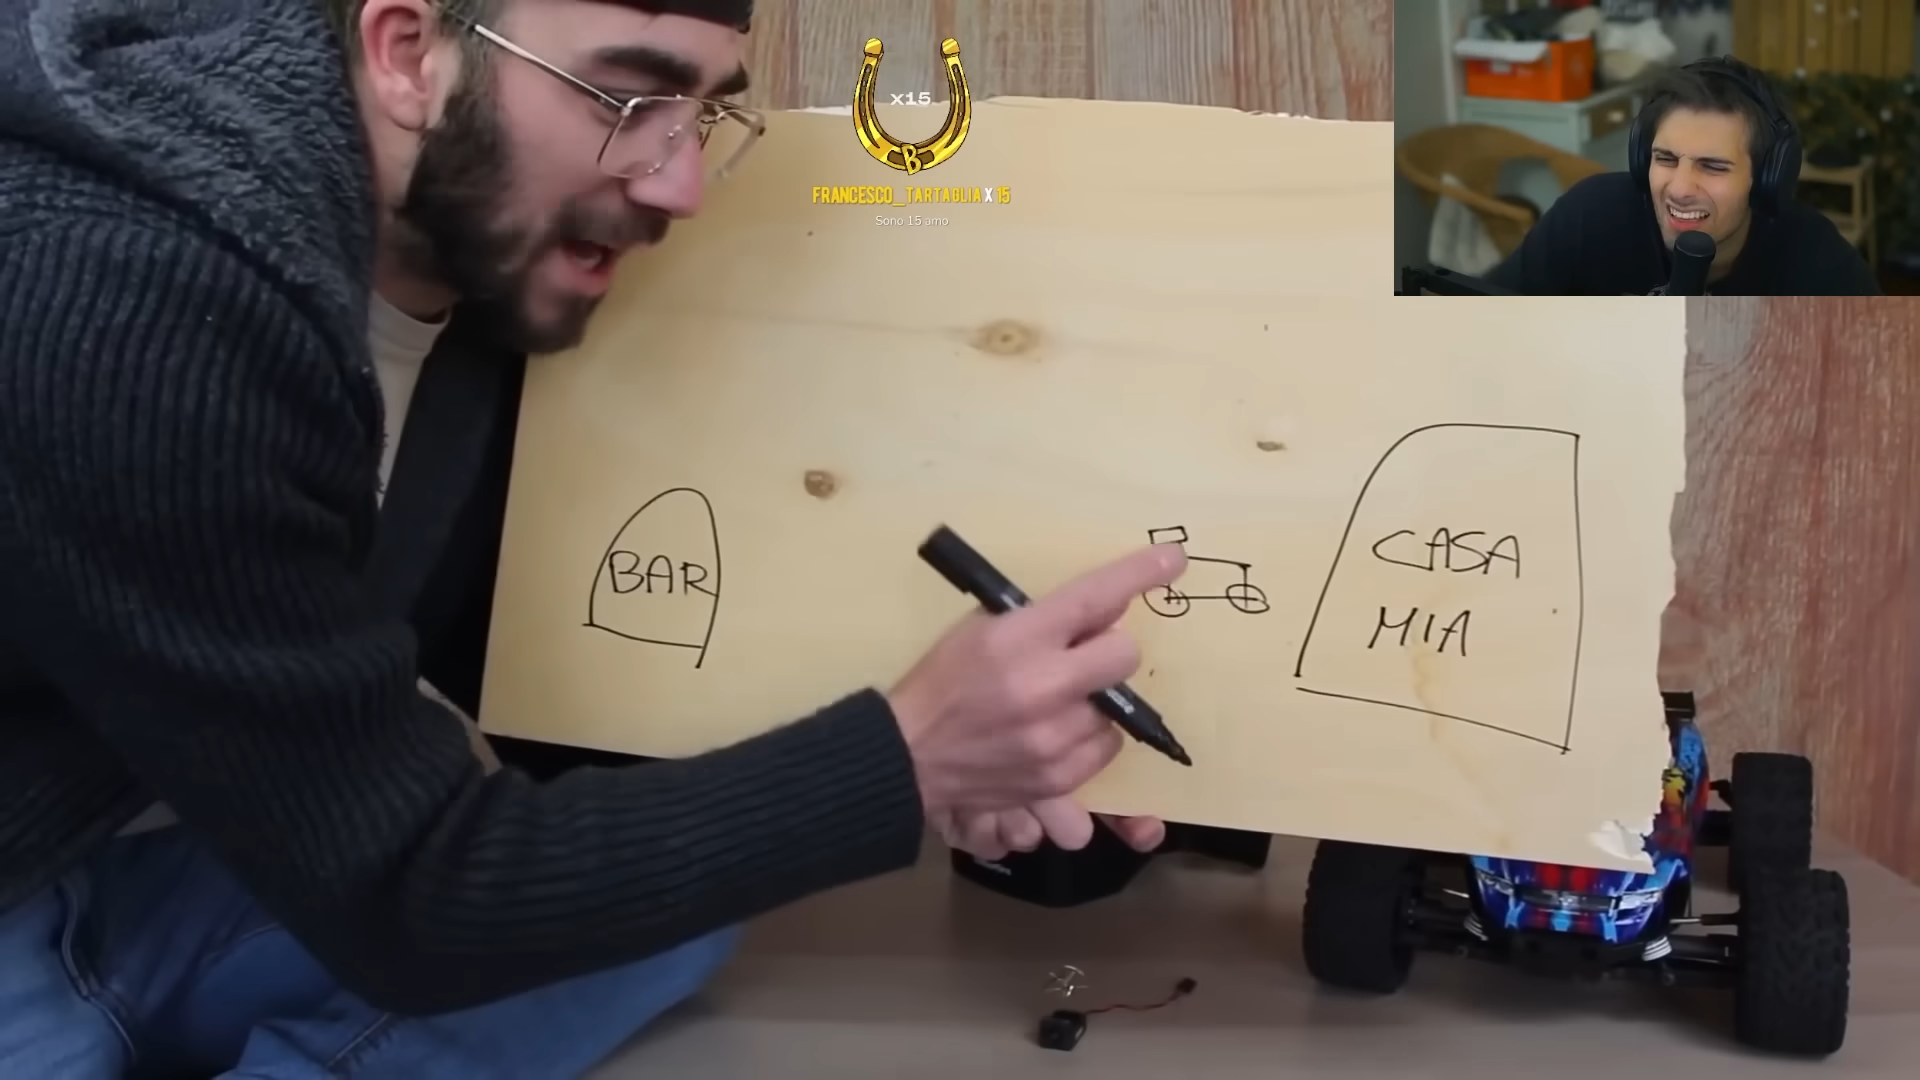 x15
B
FRANCESCO_TARTAGLIA X 15
Sono 15 amo
BAR
CASA
MIA